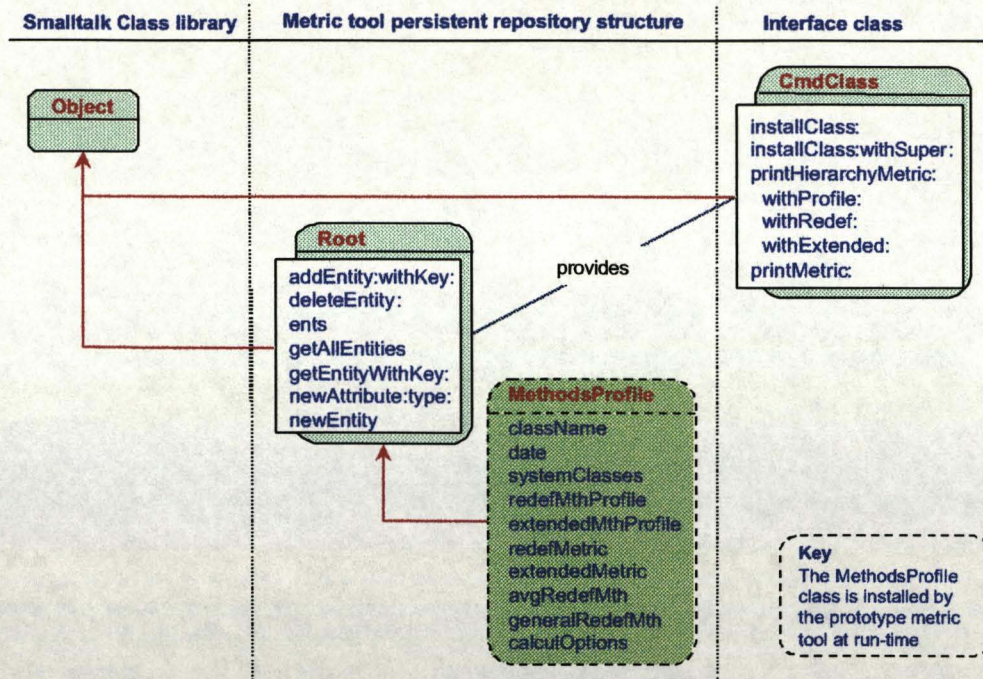 Smalltalk Class library
Metric tool persistent repository structure
Interface class
Object
CmdClass
installClass:
installClass:withSuper:
printHierarchyMetric:
withProfile:
withRedef:
withExtended:
printMetric:
Root
addEntity:withKey:
deleteEntity:
ents
getAllEntities
getEntityWithKey:
newAttribute:type:
newEntity
provides
MethodsProfile
className
date
systemClasses
redefMthProfile
extendedMthProfile
redefMetric
extendedMetric
avgRedefMth
generalRedefMth
calculOptions
Key
The MethodsProfile
class is installed by
the prototype metric
tool at run-time